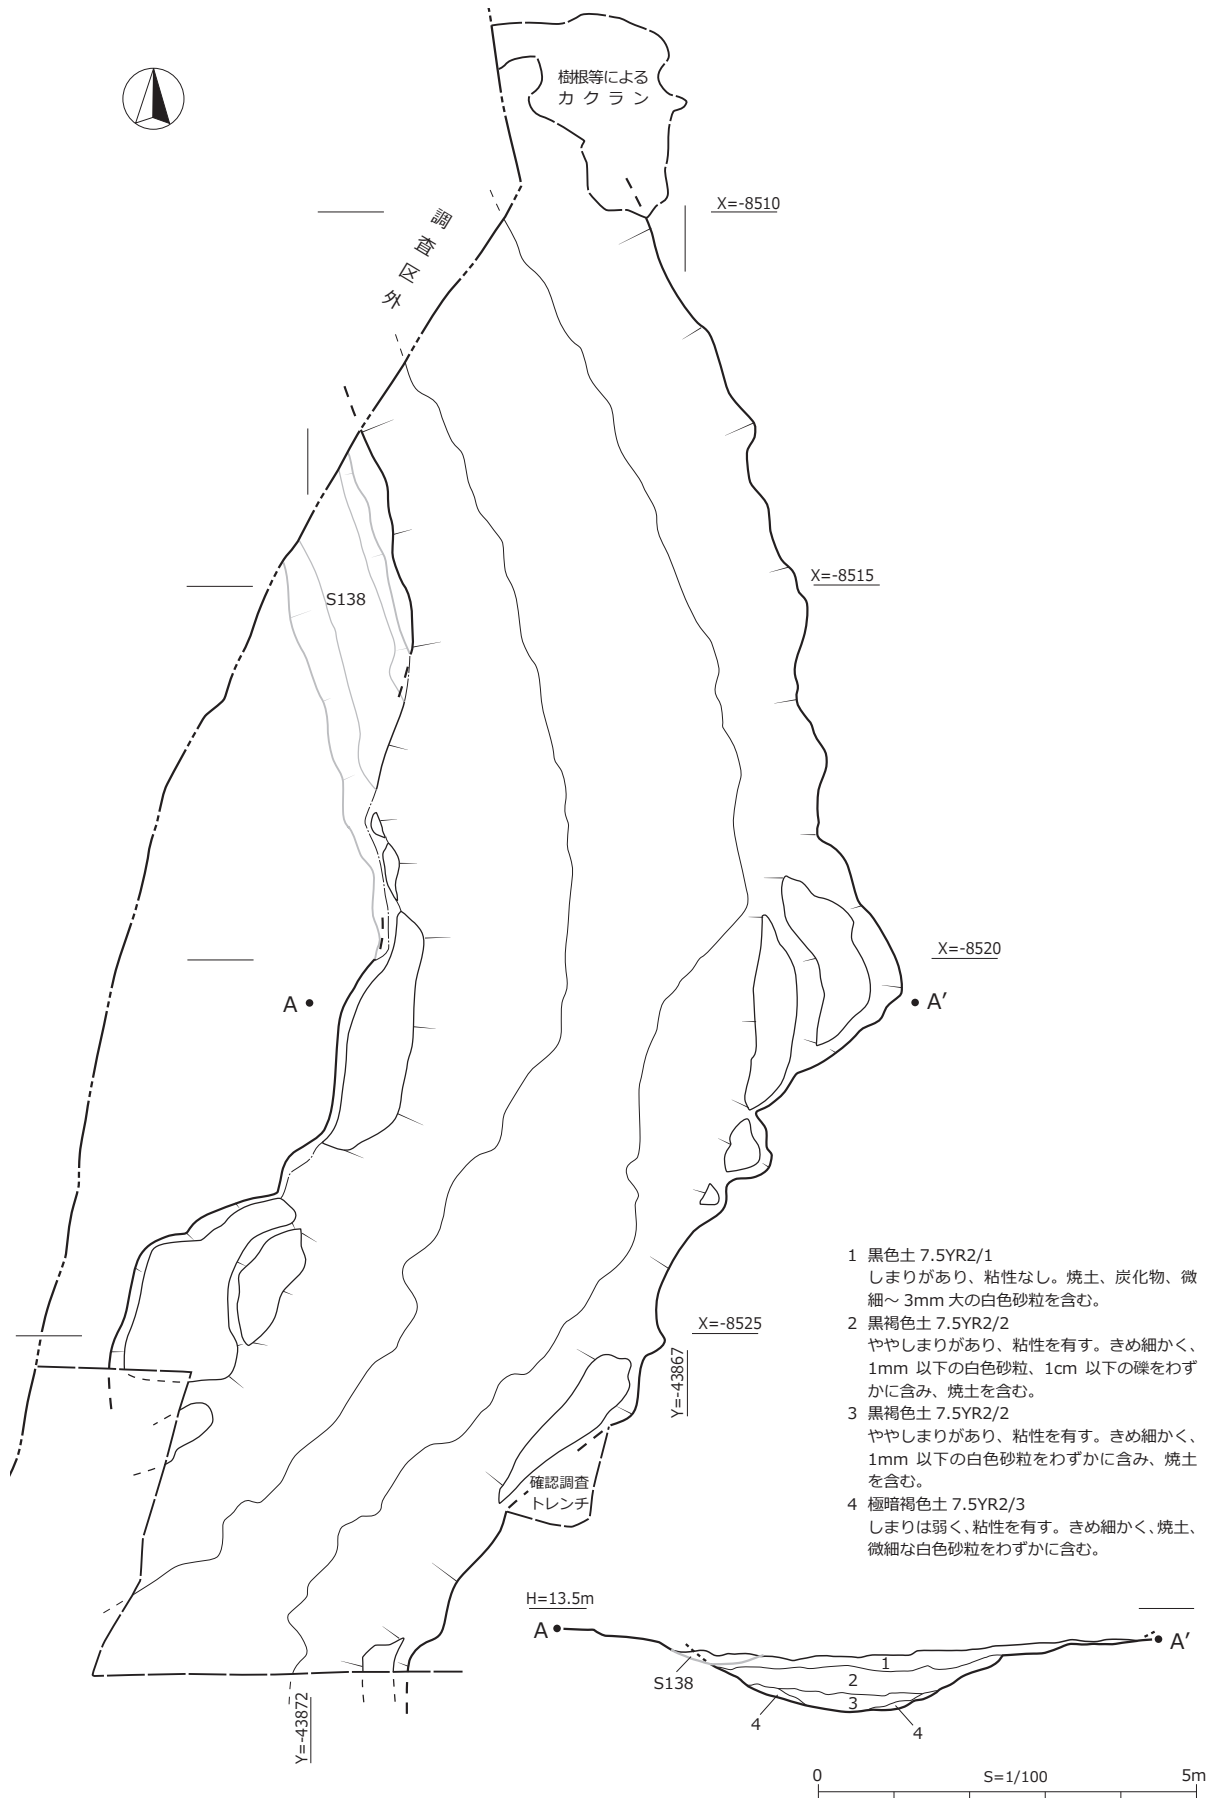 樹根等による
カクラン
X=-8510
調査区外
X=-8515
S138
X=-8520
A
A′
X=-8525
Y=-43867
確認調査
トレンチ
Y=-43872
1 黒色土 7.5YR2/1
しまりがあり、粘性なし。焼土、炭化物、微
細～ 3mm 大の白色砂粒を含む。
2 黒褐色土 7.5YR2/2
ややしまりがあり、粘性を有す。きめ細かく、
1mm 以下の白色砂粒、1cm 以下の礫をわず
かに含み、焼土を含む。
3 黒褐色土 7.5YR2/2
ややしまりがあり、粘性を有す。きめ細かく、
1mm 以下の白色砂粒をわずかに含み、焼土
を含む。
4 極暗褐色土 7.5YR2/3
しまりは弱く、粘性を有す。きめ細かく、焼土、
微細な白色砂粒をわずかに含む。
H=13.5m
A
A′
S138
1
2
3
4
4
0
S=1/100
5m